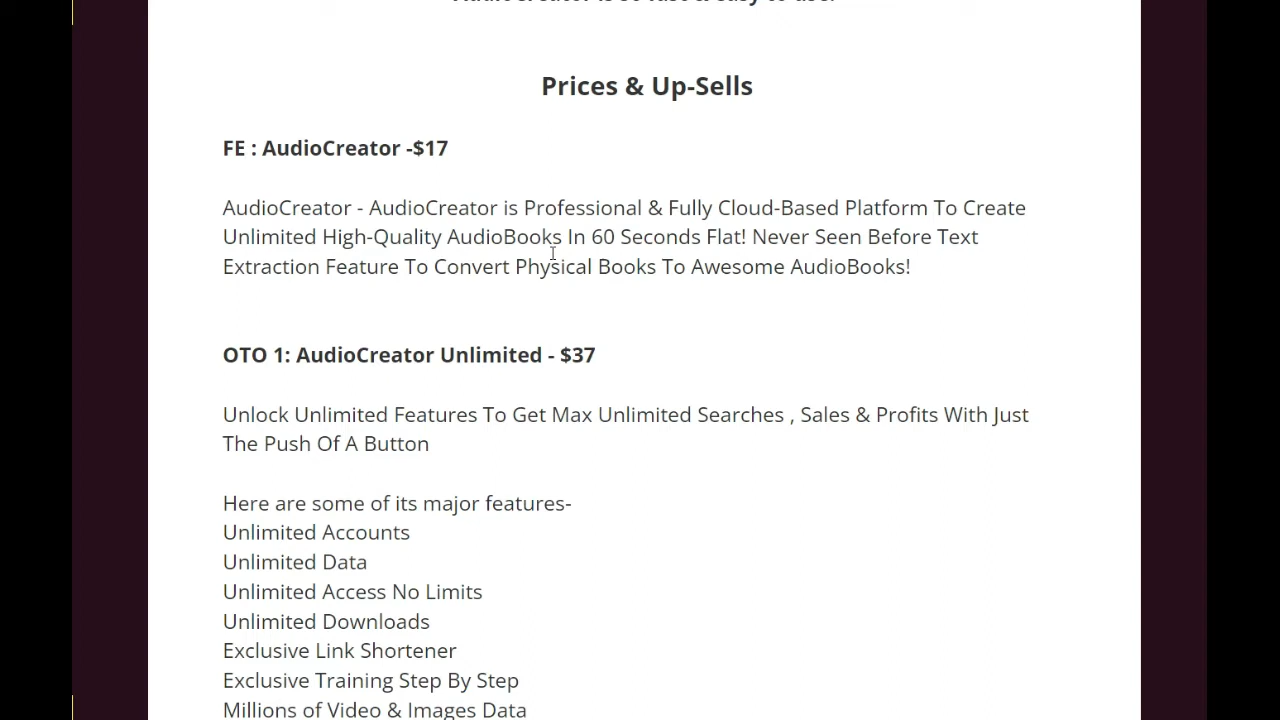 Prices & Up-Sells
FE : AudioCreator -$17
AudioCreator - AudioCreator is Professional & Fully Cloud-Based Platform To Create
Unlimited High-Quality AudioBooks In 60 Seconds Flat! Never Seen Before Text
Extraction Feature To Convert Physical Books To Awesome AudioBooks!
OTO 1: AudioCreator Unlimited - $37
Unlock Unlimited Features To Get Max Unlimited Searches , Sales & Profits With Just
The Push Of A Button
Here are some of its major features-
Unlimited Accounts
Unlimited Data
Unlimited Access No Limits
Unlimited Downloads
Exclusive Link Shortener
Exclusive Training Step By Step
Millions of Video & Images Data